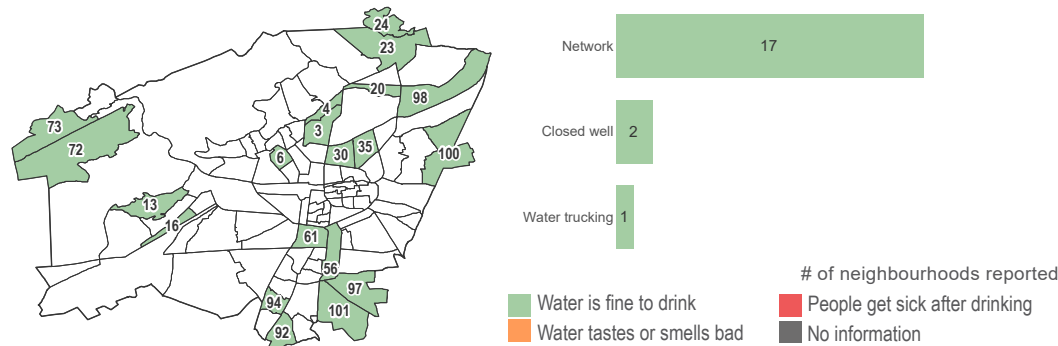 24
23
20
98
4
3
73
72
35
30
6
100
13
16
61
56
97
94
101
92
Network
17
Closed well
2
Water trucking
1
# of neighbourhoods reported
Water is fine to drink
People get sick after drinking
Water tastes or smells bad
No information